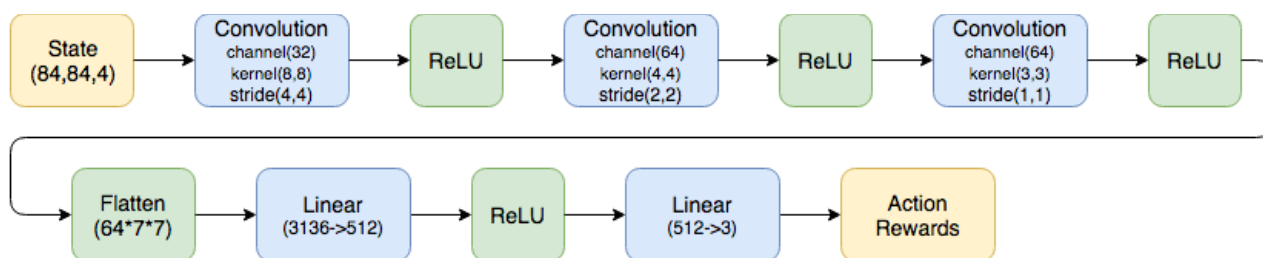 State
(84,84,4)
Convolution
channel(32)
kernel(8,8)
stride(4,4)
ReLU
Convolution
channel(64)
kernel(4,4)
stride(2,2)
ReLU
Convolution
channel(64)
kernel(3,3)
stride(1,1)
ReLU
Flatten
(64*7*7)
Linear
(3136->512)
ReLU
Linear
(512->3)
Action
Rewards